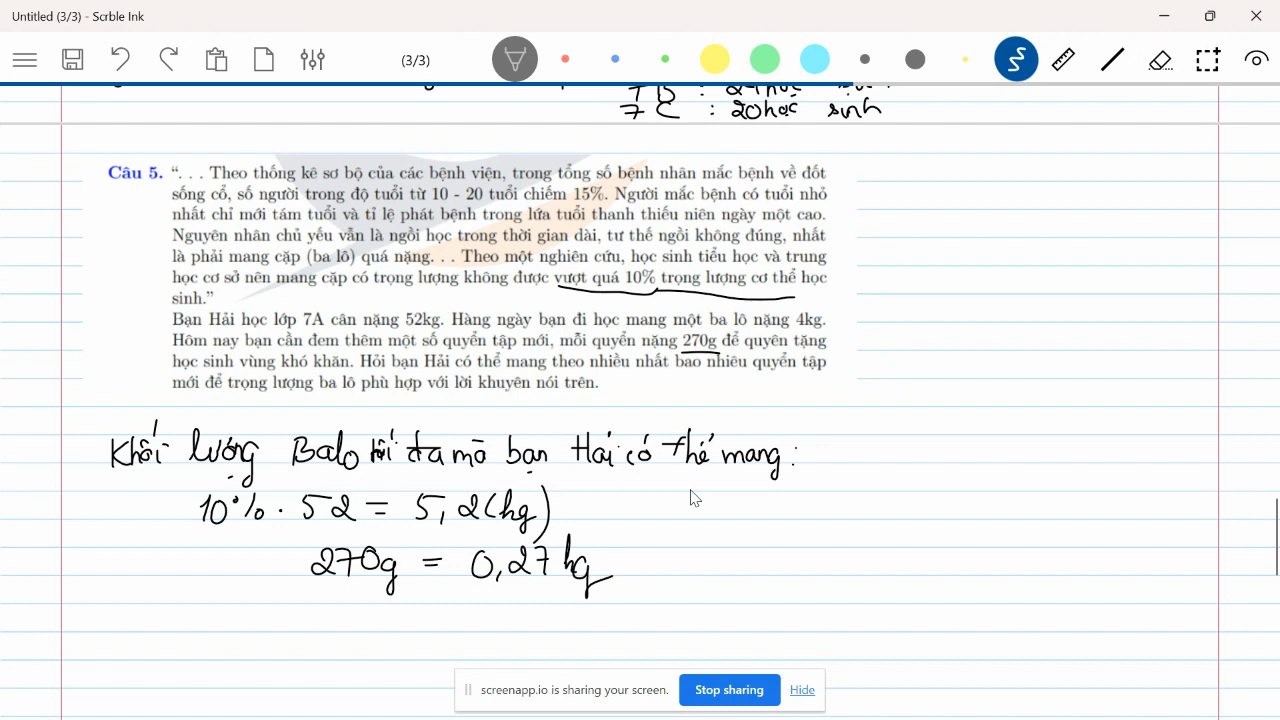 Untitled (3/3) - Scrble Ink
(3/3)
7C : 20 học sinh
Câu 5. “. . . Theo thống kê sơ bộ của các bệnh viện, trong tổng số bệnh nhân mắc bệnh về đốt
sống cổ, số người trong độ tuổi từ 10 - 20 tuổi chiếm 15%. Người mắc bệnh có tuổi nhỏ
nhất chỉ mới tám tuổi và tỉ lệ phát bệnh trong lứa tuổi thanh thiếu niên ngày một cao.
Nguyên nhân chủ yếu vẫn là ngồi học trong thời gian dài, tư thế ngồi không đúng, nhất
là phải mang cặp (ba lô) quá nặng. . . Theo một nghiên cứu, học sinh tiểu học và trung
học cơ sở nên mang cặp có trọng lượng không được vượt quá 10% trọng lượng cơ thể học
sinh.”
Bạn Hải học lớp 7A cân nặng 52kg. Hàng ngày bạn đi học mang một ba lô nặng 4kg.
Hôm nay bạn cần đem thêm một số quyển tập mới, mỗi quyển nặng 270g để quyên tặng
học sinh vùng khó khăn. Hỏi bạn Hải có thể mang theo nhiều nhất bao nhiêu quyển tập
mới để trọng lượng ba lô phù hợp với lời khuyên nói trên.
Khối lượng Balo tối đa mà bạn Hải có thể mang :
10% . 52 = 5,2 (kg)
270g = 0,27 kg
screenapp.io is sharing your screen. Stop sharing Hide